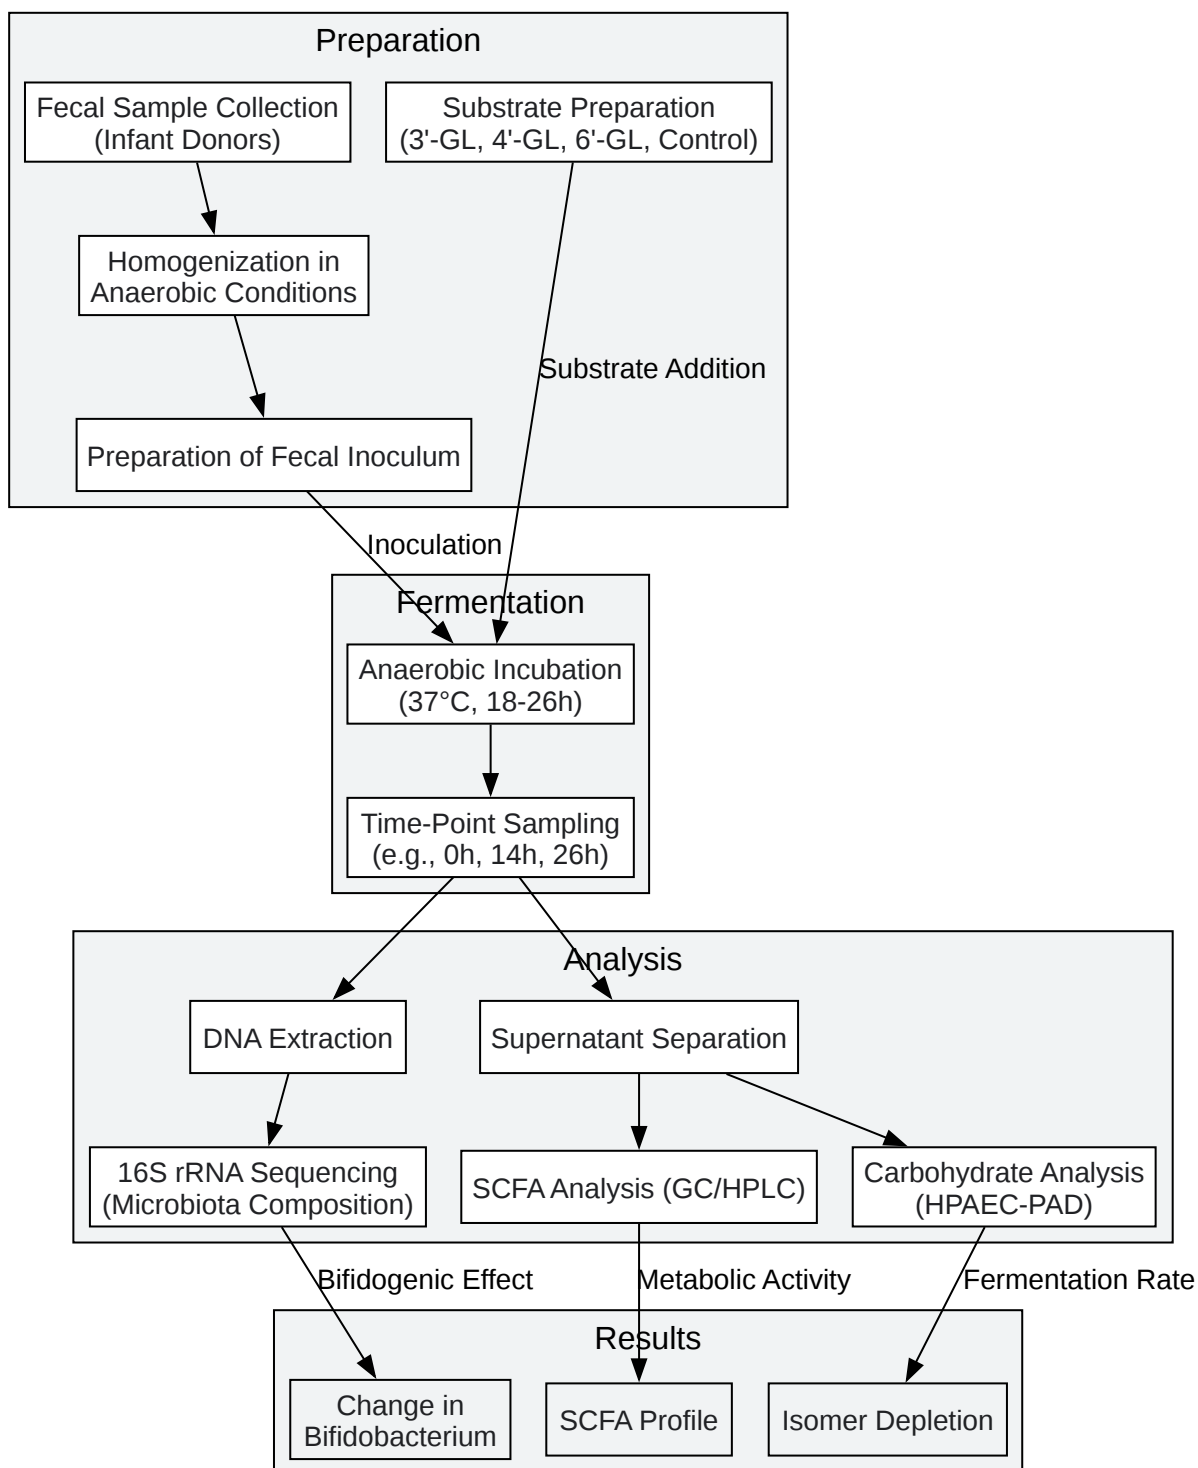 Preparation
Fecal Sample Collection
(Infant Donors)
Substrate Preparation
(3'-GL, 4'-GL, 6'-GL, Control)
Homogenization in
Anaerobic Conditions
Substrate Addition
Preparation of Fecal Inoculum
Inoculation
Fermentation
Anaerobic Incubation
(37°C, 18-26h)
Time-Point Sampling
(e.g., 0h, 14h, 26h)
Analysis
DNA Extraction
Supernatant Separation
16S rRNA Sequencing
(Microbiota Composition)
SCFA Analysis (GC/HPLC)
Carbohydrate Analysis
(HPAEC-PAD)
Bifidogenic Effect
Metabolic Activity
Fermentation Rate
Results
Change in
Bifidobacterium
SCFA Profile
Isomer Depletion